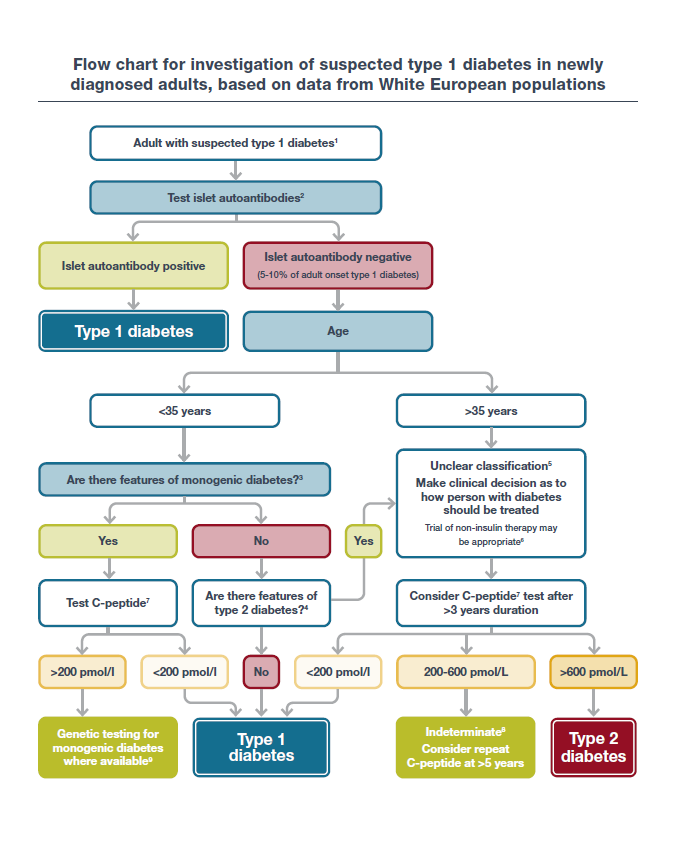 Flow chart for investigation of suspected type 1 diabetes in newly
diagnosed adults, based on data from White European populations
Adult with suspected type 1 diabetes¹
Test islet autoantibodies²
Islet autoantibody positive
Islet autoantibody negative
(5-10% of adult onset type 1 diabetes)
Type 1 diabetes
Age
<35 years
>35 years
Are there features of monogenic diabetes?³
Unclear classification⁵
Make clinical decision as to
how person with diabetes
should be treated
Trial of non-insulin therapy may
be appropriate⁶
Yes
No
Yes
Test C-peptide⁷
Are there features of
type 2 diabetes?⁴
Consider C-peptide⁷ test after
>3 years duration
>200 pmol/l
<200 pmol/l
No
<200 pmol/l
200-600 pmol/L
>600 pmol/L
Genetic testing for
monogenic diabetes
where available⁹
Type 1
diabetes
Indeterminate⁸
Consider repeat
C-peptide at >5 years
Type 2
diabetes